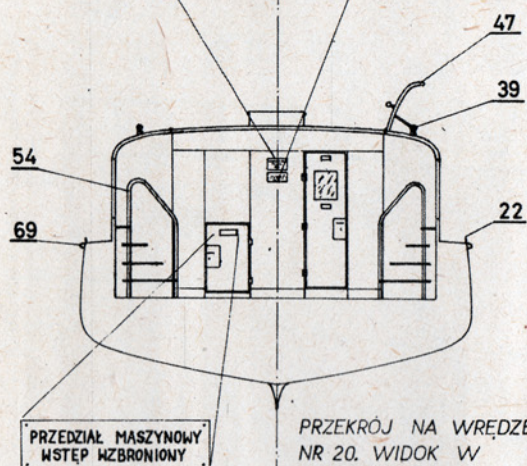 47
39
54
69
22
PRZEDZIAŁ MASZYNOWY
WSTĘP WZBRONIONY
PRZEKRÓJ NA WRĘDZE
NR 20. WIDOK W